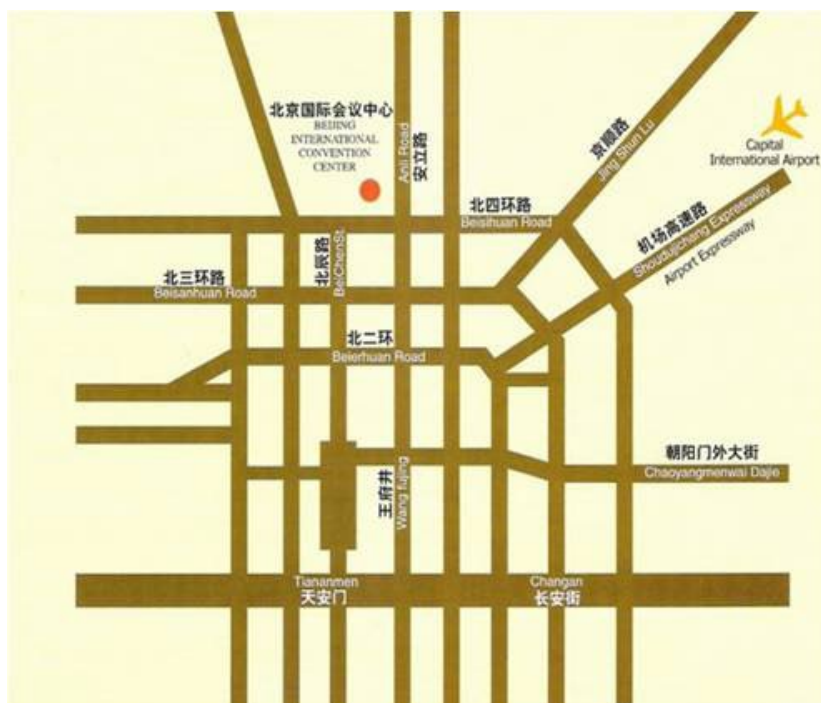 北京国际会议中心
BEIJING
INTERNATIONAL
CONVENTION
CENTER
Anli Road
安立路
京顺路
Jing Shun Lu
Capital
International Airport
北四环路
Beisihuan Road
机场高速路
Shoudujichang Expressway
Airport Expressway
北辰路
BeiChenSt.
北三环路
Beisanhuan Road
北二环
Beierhuan Road
朝阳门外大街
Chaoyangmenwai Dajie
王府井
Wang fujing
Tiananmen
天安门
Changan
长安街